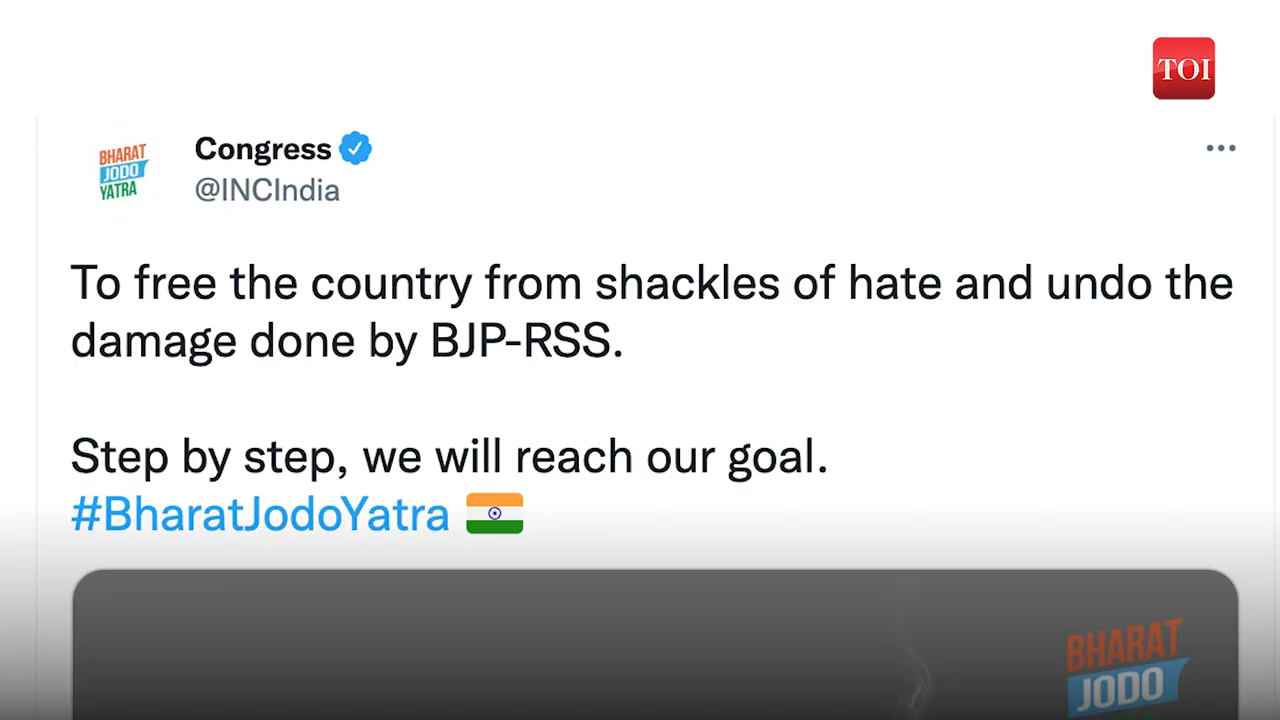 TOI
BHARAT
JODO
YATRA
Congress
@INCIndia
To free the country from shackles of hate and undo the
damage done by BJP-RSS.
Step by step, we will reach our goal.
#BharatJodoYatra
BHARAT
JODO